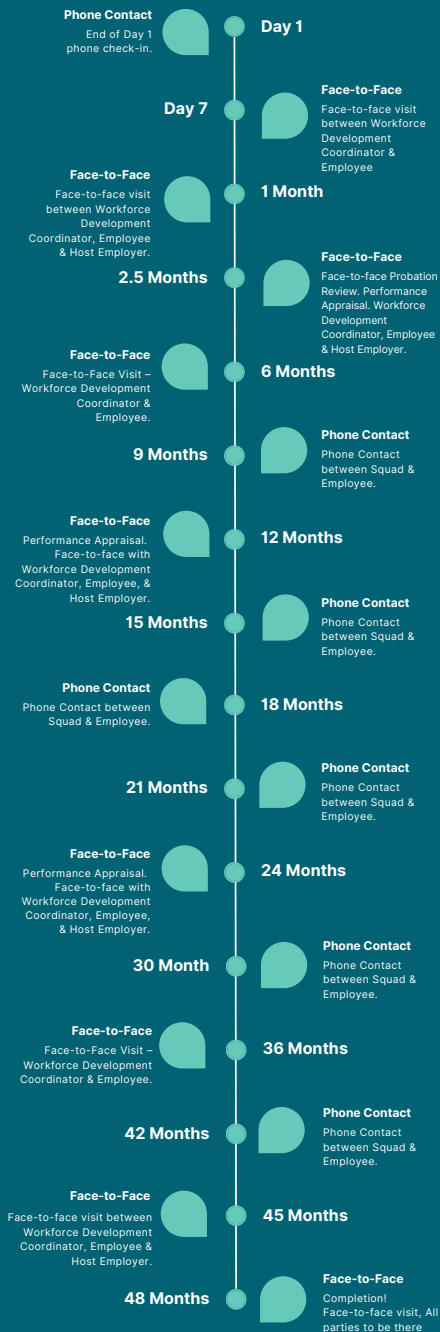 Phone Contact
End of Day 1
phone check-in.
Day 1
Day 7
Face-to-Face
Face-to-face visit
between Workforce
Development
Coordinator &
Employee
Face-to-Face
Face-to-face visit
between Workforce
Development
Coordinator, Employee
& Host Employer.
1 Month
2.5 Months
Face-to-Face
Face-to-face Probation
Review. Performance
Appraisal. Workforce
Development
Coordinator, Employee
& Host Employer.
Face-to-Face
Face-to-Face Visit –
Workforce Development
Coordinator &
Employee.
6 Months
9 Months
Phone Contact
Phone Contact
between Squad &
Employee.
Face-to-Face
Performance Appraisal.
Face-to-face with
Workforce Development
Coordinator, Employee, &
Host Employer.
12 Months
15 Months
Phone Contact
Phone Contact
between Squad &
Employee.
Phone Contact
Phone Contact between
Squad & Employee.
18 Months
21 Months
Phone Contact
Phone Contact
between Squad &
Employee.
Face-to-Face
Performance Appraisal.
Face-to-face with
Workforce Development
Coordinator, Employee,
& Host Employer.
24 Months
30 Month
Phone Contact
Phone Contact
between Squad &
Employee.
Face-to-Face
Face-to-Face Visit –
Workforce Development
Coordinator & Employee.
36 Months
42 Months
Phone Contact
Phone Contact
between Squad &
Employee.
Face-to-Face
Face-to-face visit between
Workforce Development
Coordinator, Employee &
Host Employer.
45 Months
48 Months
Face-to-Face
Completion!
Face-to-face visit, All
parties to be there